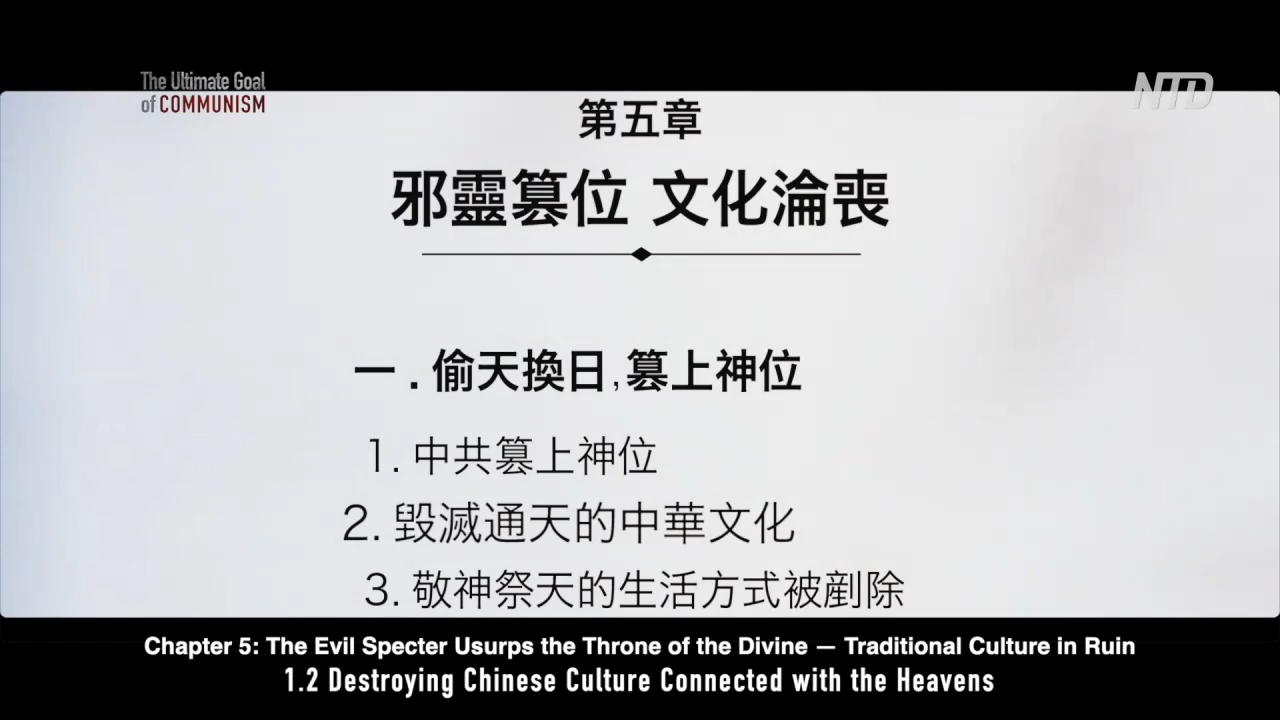 The Ultimate Goal
of COMMUNISM
NTD
第五章
邪靈篡位 文化淪喪
一．偷天換日,篡上神位
1. 中共篡上神位
2. 毀滅通天的中華文化
3. 敬神祭天的生活方式被剷除
Chapter 5: The Evil Specter Usurps the Throne of the Divine — Traditional Culture in Ruin
1.2 Destroying Chinese Culture Connected with the Heavens